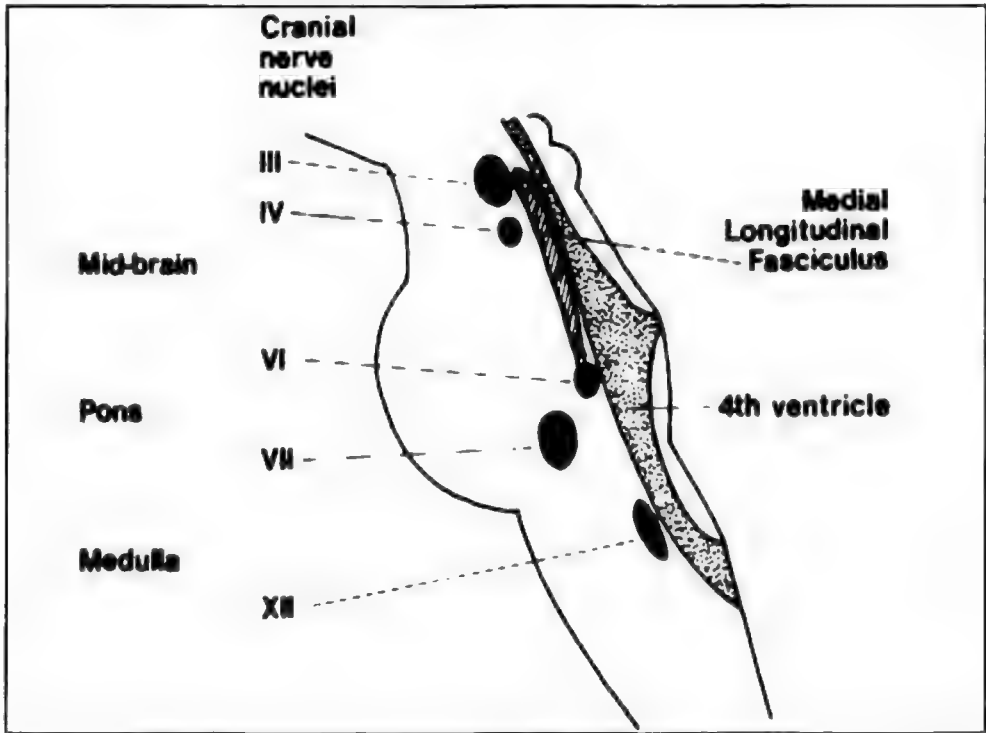 Cranial
nerve
nuclei
III
IV
Medial
Longitudinal
Fasciculus
Mid-brain
VI
Pons
4th ventricle
VII
Medulla
XII